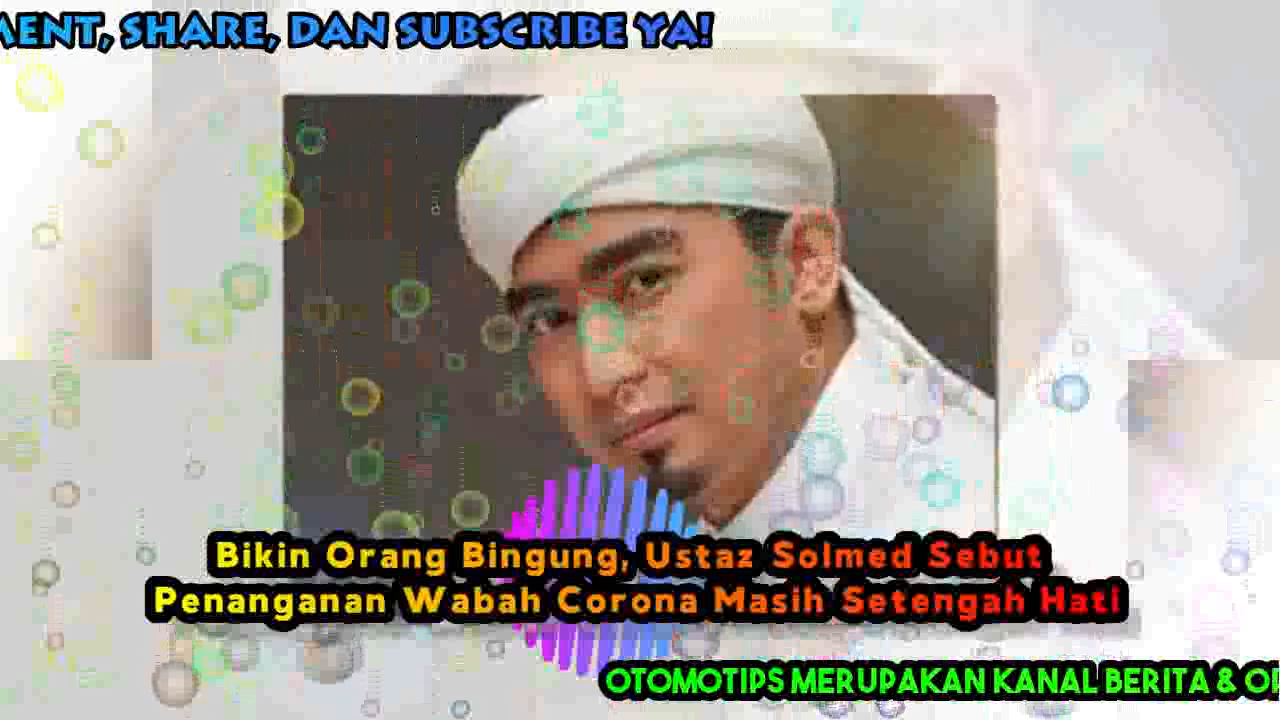 MENT, SHARE, DAN SUBSCRIBE YA!
Bikin Orang Bingung, Ustaz Solmed Sebut
Penanganan Wabah Corona Masih Setengah Hati
OTOMOTIPS MERUPAKAN KANAL BERITA &